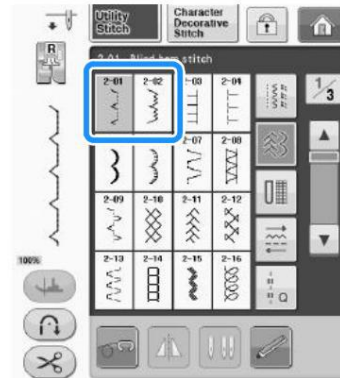 Utility
Stitch
Character
Decorative
Stitch
R
2-01 Blind hem stitch
1/3
2-01 2-02 2-03 2-04
2-07 2-08
2-09 2-10 2-11 2-12
2-13 2-14 2-15 2-16
100%
Q